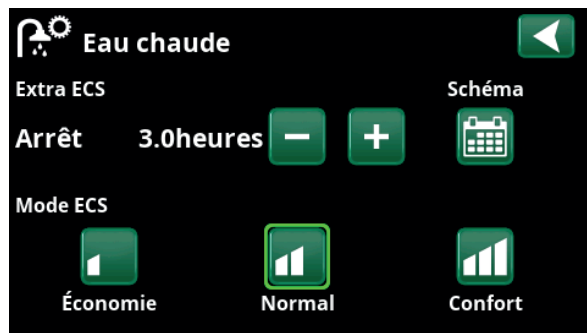 Eau chaude
Extra ECS
Schéma
Arrêt 3.0heures
Mode ECS
Économie Normal Confort